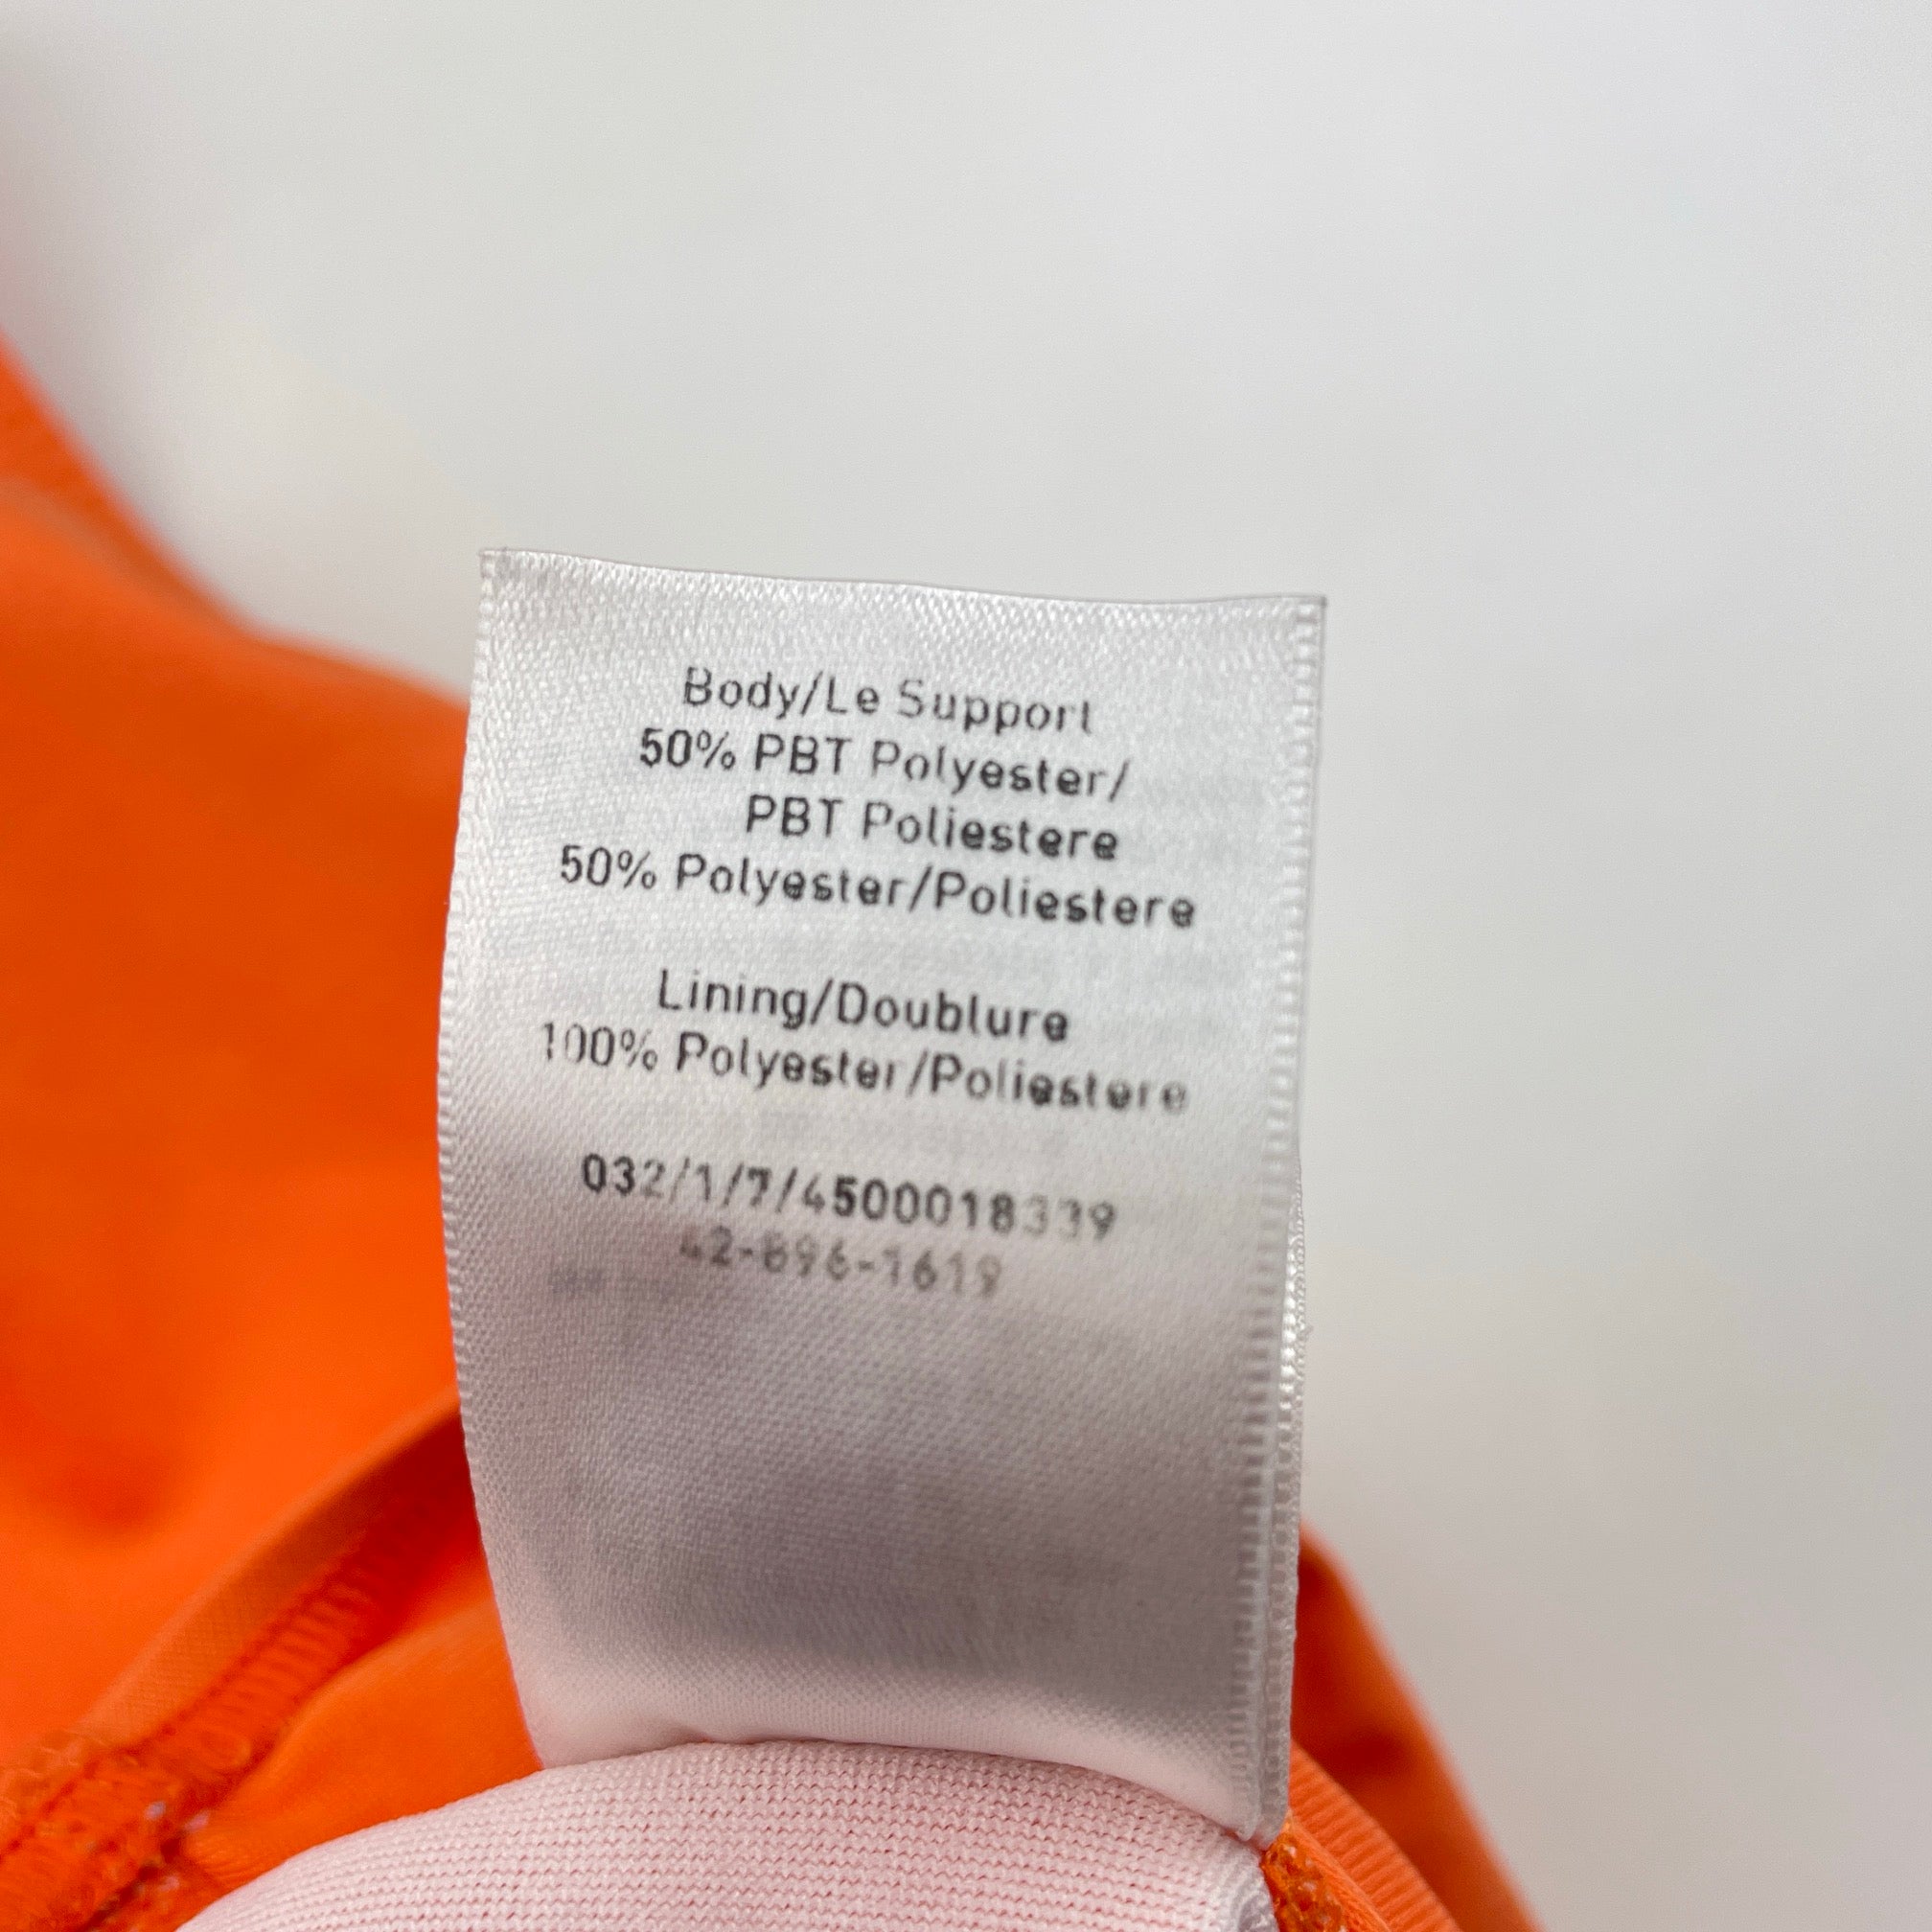 Body/Le Support
50% PBT Polyester/
PBT Poliestere
50% Polyester/Poliestere
Lining/Doublure
100% Polyester/Poliestere
032/1/7/4500018339
42-896-1619